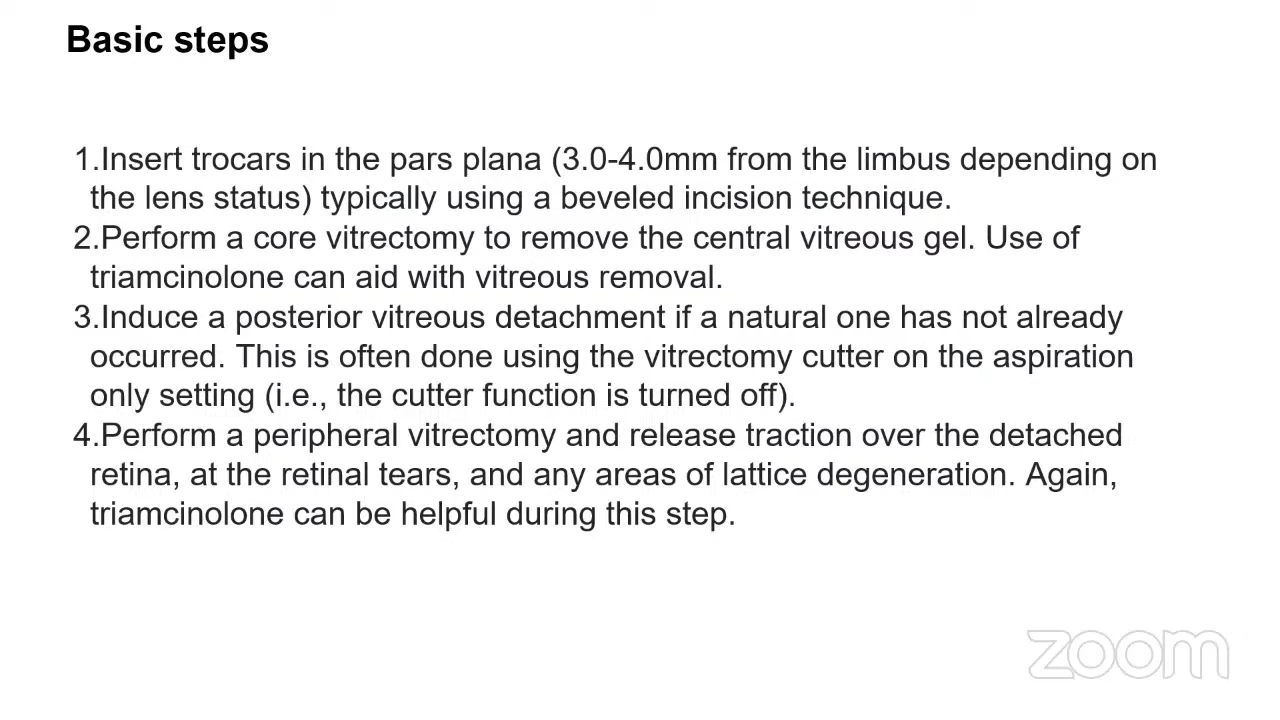 Basic steps
1.Insert trocars in the pars plana (3.0-4.0mm from the limbus depending on
the lens status) typically using a beveled incision technique.
2.Perform a core vitrectomy to remove the central vitreous gel. Use of
triamcinolone can aid with vitreous removal.
3.Induce a posterior vitreous detachment if a natural one has not already
occurred. This is often done using the vitrectomy cutter on the aspiration
only setting (i.e., the cutter function is turned off).
4.Perform a peripheral vitrectomy and release traction over the detached
retina, at the retinal tears, and any areas of lattice degeneration. Again,
triamcinolone can be helpful during this step.
zoom